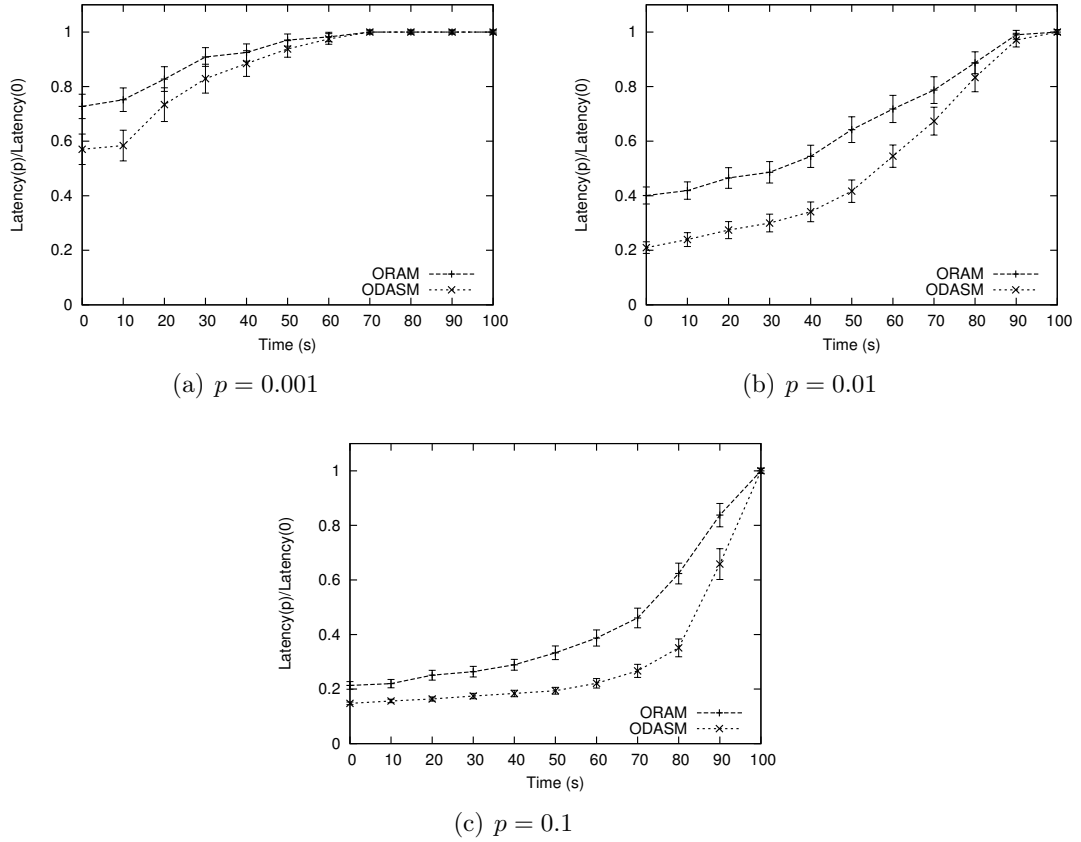 Latency(p)/Latency(0)
1
0.8
0.6
0.4
0.2
0
0 10 20 30 40 50 60 70 80 90 100
Time (s)
ORAM
ODASM
(a) p = 0.001
Latency(p)/Latency(0)
1
0.8
0.6
0.4
0.2
0
0 10 20 30 40 50 60 70 80 90 100
Time (s)
ORAM
ODASM
(b) p = 0.01
Latency(p)/Latency(0)
1
0.8
0.6
0.4
0.2
0
0 10 20 30 40 50 60 70 80 90 100
Time (s)
ORAM
ODASM
(c) p = 0.1